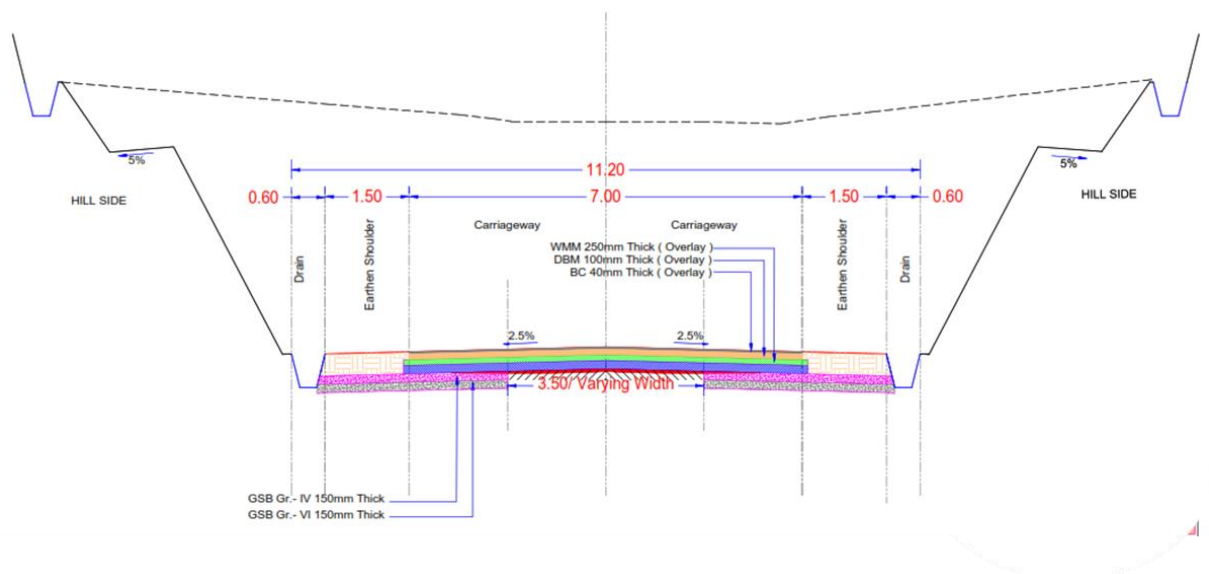 5%
5%
11.20
HILL SIDE
0.60
1.50
7.00
1.50
0.60
HILL SIDE
Carriageway
Carriageway
Drain
Earthen Shoulder
Earthen Shoulder
Drain
WMM 250mm Thick ( Overlay )
DBM 100mm Thick ( Overlay )
BC 40mm Thick ( Overlay )
2.5%
2.5%
3.50/ Varying Width
GSB Gr.- IV 150mm Thick
GSB Gr.- VI 150mm Thick